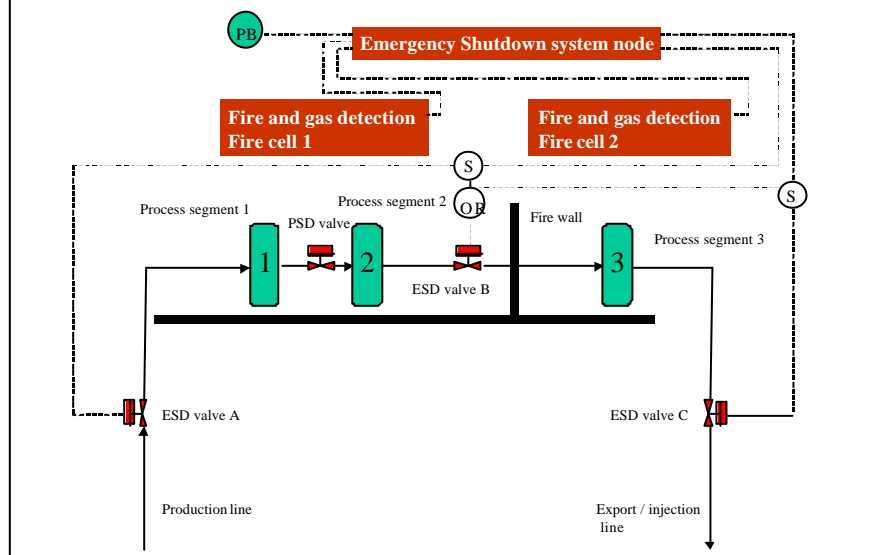 PB
Emergency Shutdown system node
Fire and gas detection
Fire cell 1
Fire and gas detection
Fire cell 2
S
S
Process segment 1
Process segment 2
OR
PSD valve
Fire wall
Process segment 3
1
2
3
ESD valve B
ESD valve A
ESD valve C
Production line
Export / injection
line